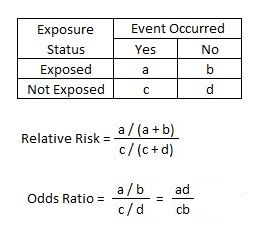 Exposure Status Event Occurred
Yes No
Exposed a b
Not Exposed c d
Relative Risk = a / (a + b)
c / (c + d)
Odds Ratio = a / b = ad
c / d cb